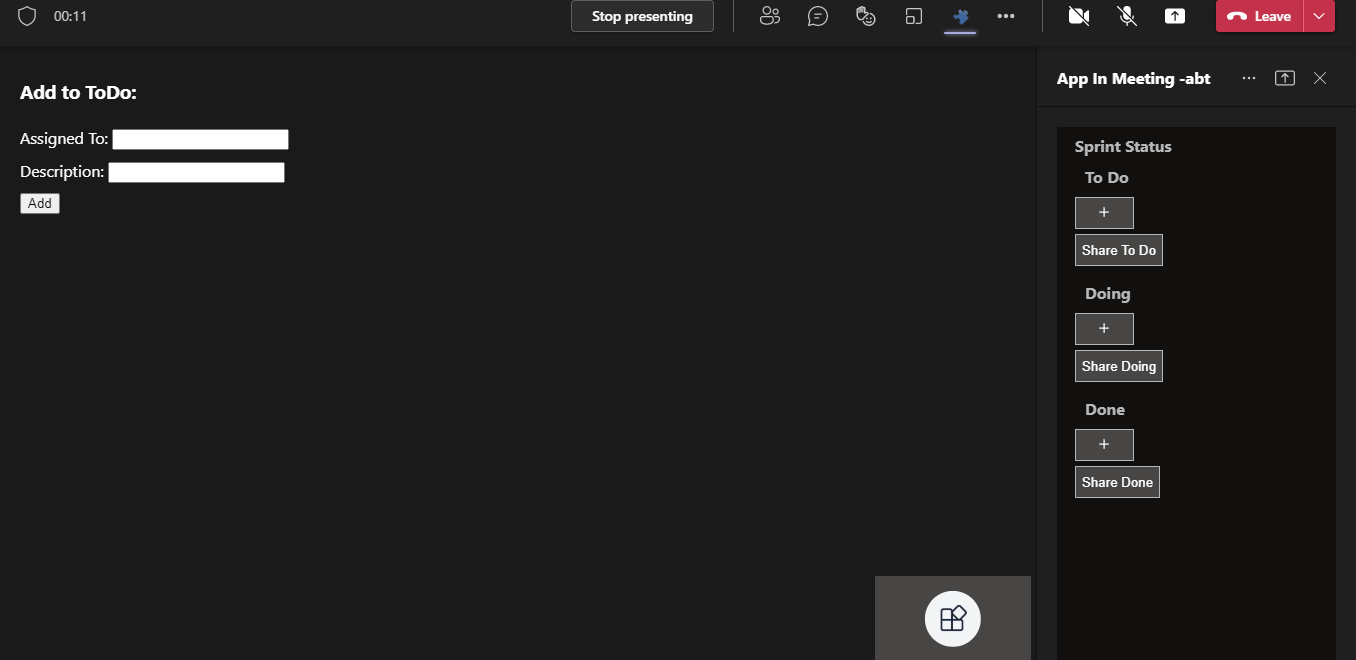 00:11
Stop presenting
Leave
Add to ToDo:
Assigned To:
Description:
Add
App In Meeting -abt
Sprint Status
To Do
+
Share To Do
Doing
+
Share Doing
Done
+
Share Done